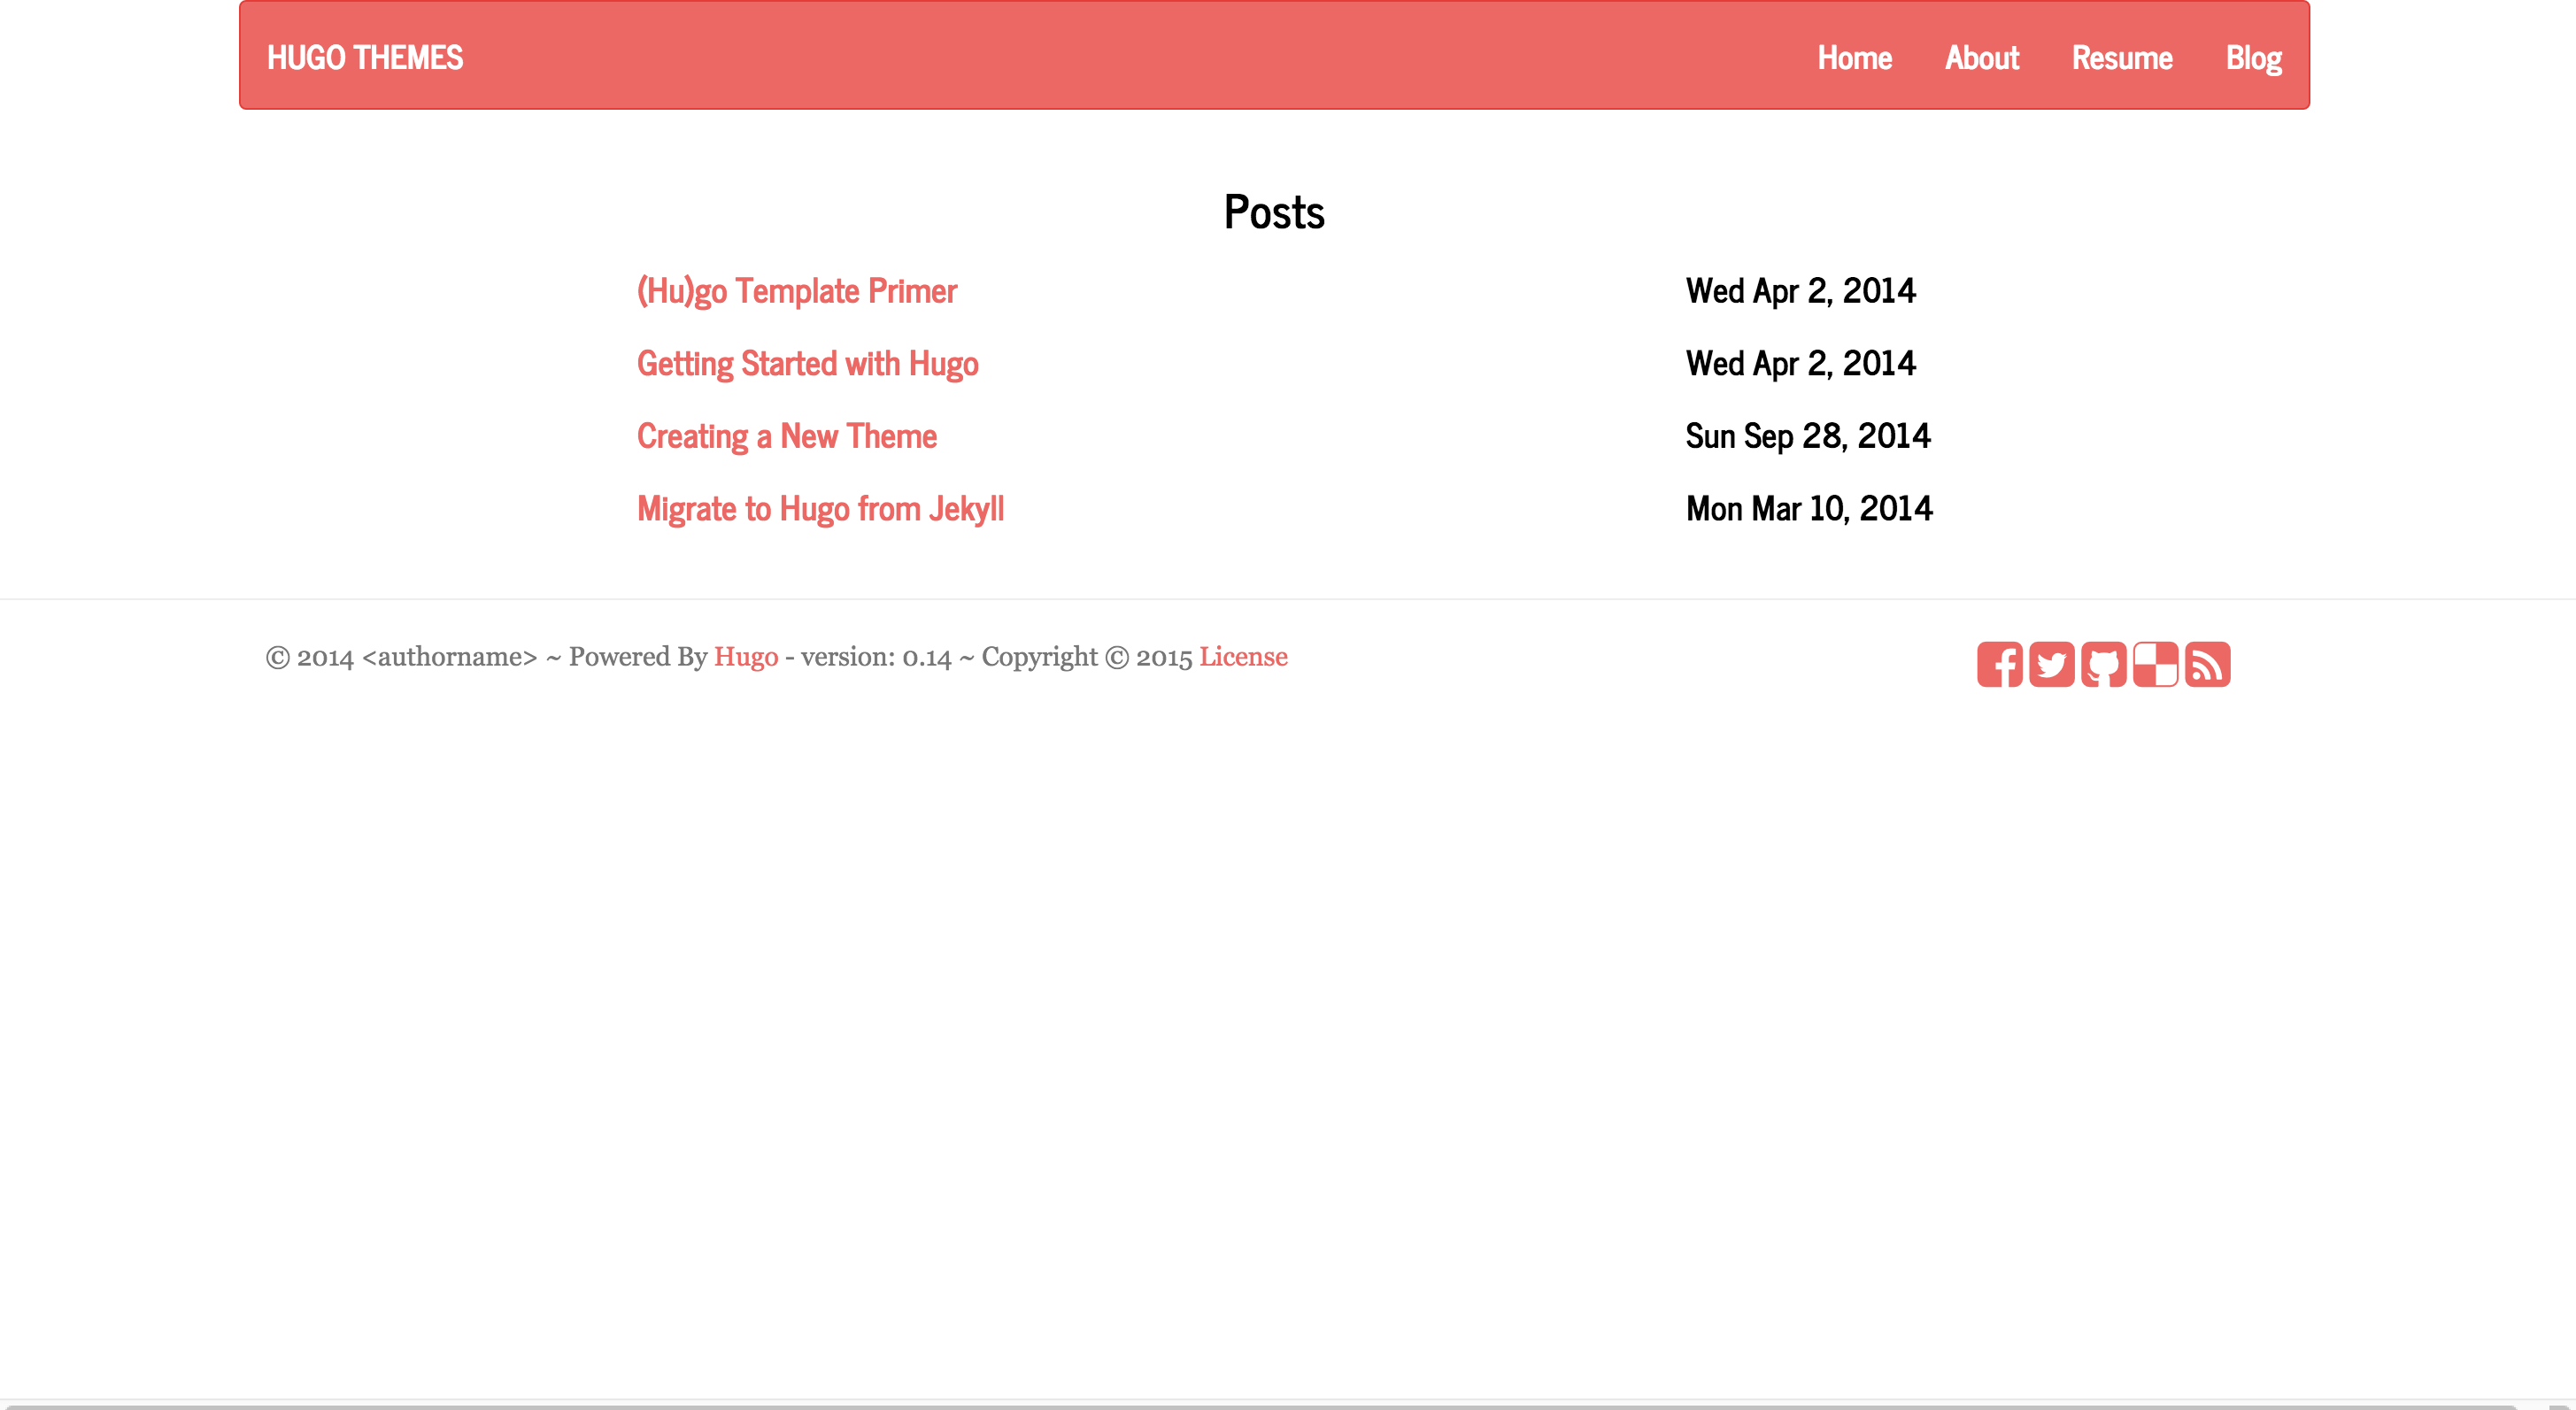 HUGO THEMES Home About Resume Blog
Posts
(Hu)go Template Primer Wed Apr 2, 2014
Getting Started with Hugo Wed Apr 2, 2014
Creating a New Theme Sun Sep 28, 2014
Migrate to Hugo from Jekyll Mon Mar 10, 2014
© 2014 <authorname> ~ Powered By Hugo - version: 0.14 ~ Copyright © 2015 License